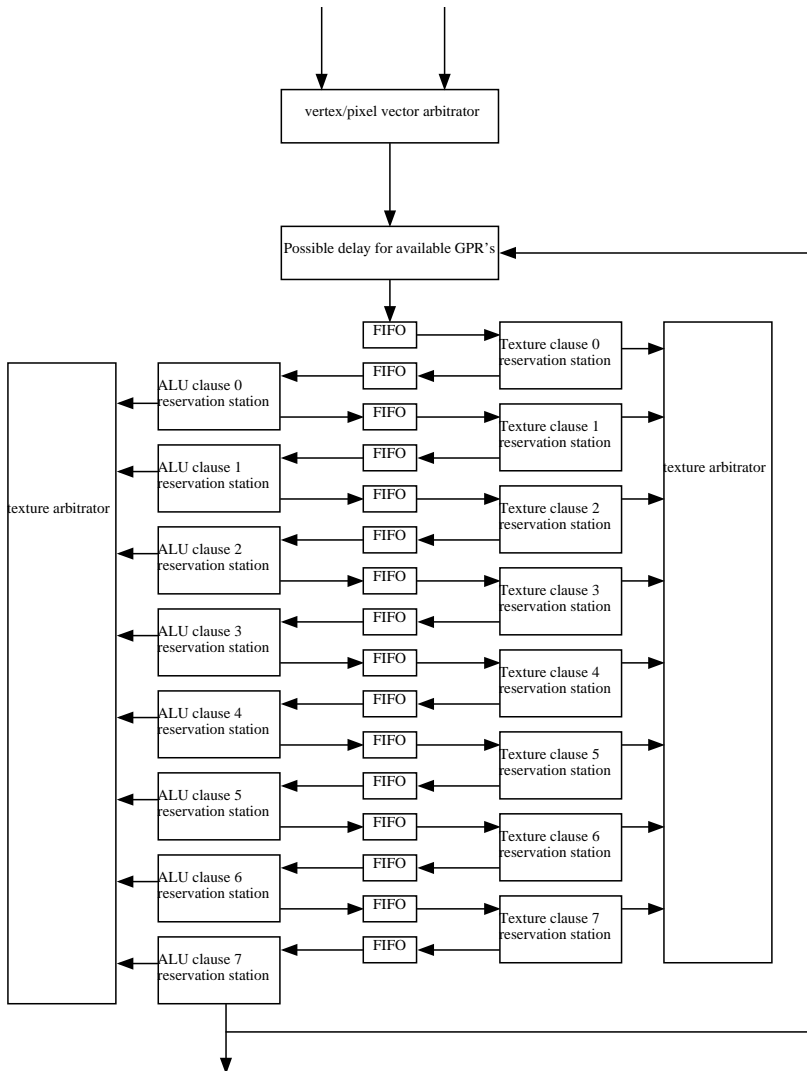 vertex/pixel vector arbitrator
Possible delay for available GPR's
FIFO
Texture clause 0
reservation station
FIFO
ALU clause 0
reservation station
FIFO
Texture clause 1
reservation station
FIFO
ALU clause 1
reservation station
texture arbitrator
texture arbitrator
FIFO
Texture clause 2
reservation station
FIFO
ALU clause 2
reservation station
FIFO
Texture clause 3
reservation station
FIFO
ALU clause 3
reservation station
FIFO
Texture clause 4
reservation station
FIFO
ALU clause 4
reservation station
FIFO
Texture clause 5
reservation station
FIFO
ALU clause 5
reservation station
FIFO
Texture clause 6
reservation station
FIFO
ALU clause 6
reservation station
FIFO
Texture clause 7
reservation station
FIFO
ALU clause 7
reservation station